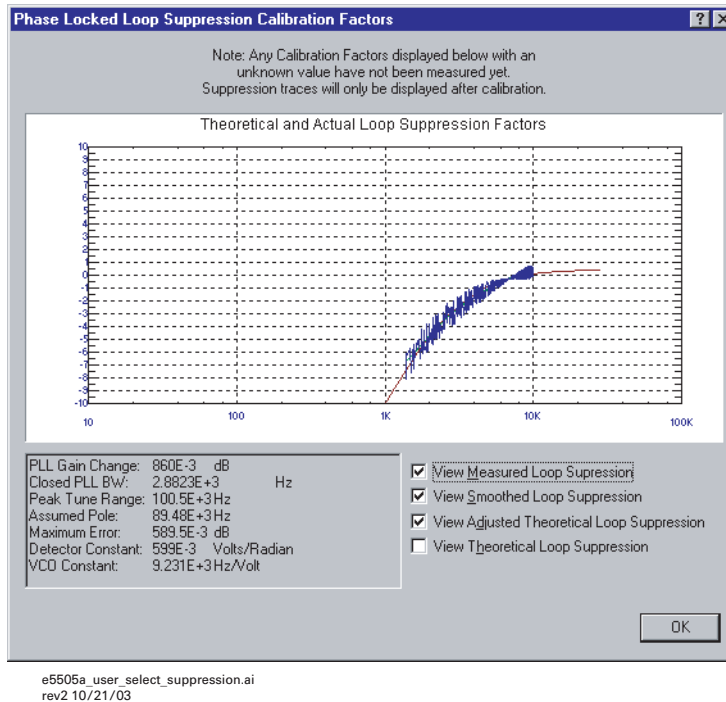 Phase Locked Loop Suppression Calibration Factors
Note: Any Calibration Factors displayed below with an
unknown value have not been measured yet.
Suppression traces will only be displayed after calibration.
Theoretical and Actual Loop Suppression Factors
10
9
8
7
6
5
4
3
2
1
0
-1
-2
-3
-4
-5
-6
-7
-8
-9
-10
10 100 1K 10K 100K
PLL Gain Change: 860E-3 dB
Closed PLL BW: 2.8823E+3 Hz
Peak Tune Range: 100.5E+3 Hz
Assumed Pole: 89.48E+3 Hz
Maximum Error: 589.5E-3 dB
Detector Constant: 599E-3 Volts/Radian
VCO Constant: 9.231E+3 Hz/Volt
View Measured Loop Supression
View Smoothed Loop Suppression
View Adjusted Theoretical Loop Suppression
View Theoretical Loop Suppression
OK
e5505a_user_select_suppression.ai
rev2 10/21/03